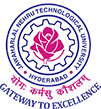 JAWAHARLAL NEHRU TECHNOLOGICAL UNIVERSITY
HYDERABAD
योगः कर्मसु कौशलम्
GATEWAY TO EXCELLENCE